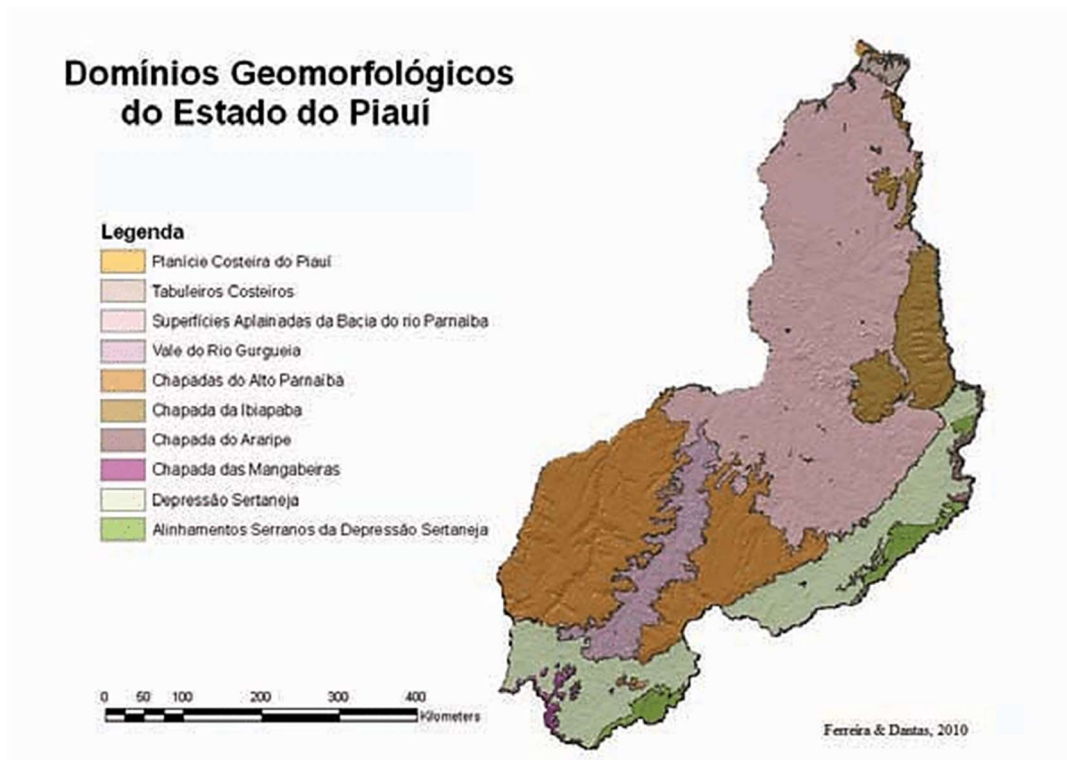 Domínios Geomorfológicos
do Estado do Piauí
Legenda
Planície Costeira do Piauí
Tabuleiros Costeiros
Superfícies Aplainadas da Bacia do rio Parnaíba
Vale do Rio Gurgueia
Chapadas do Alto Parnaíba
Chapada da Ibiapaba
Chapada do Araripe
Chapada das Mangabeiras
Depressão Sertaneja
Alinhamentos Serranos da Depressão Sertaneja
0 50 100 200 300 400
Kilometers
Ferreira & Dantas, 2010